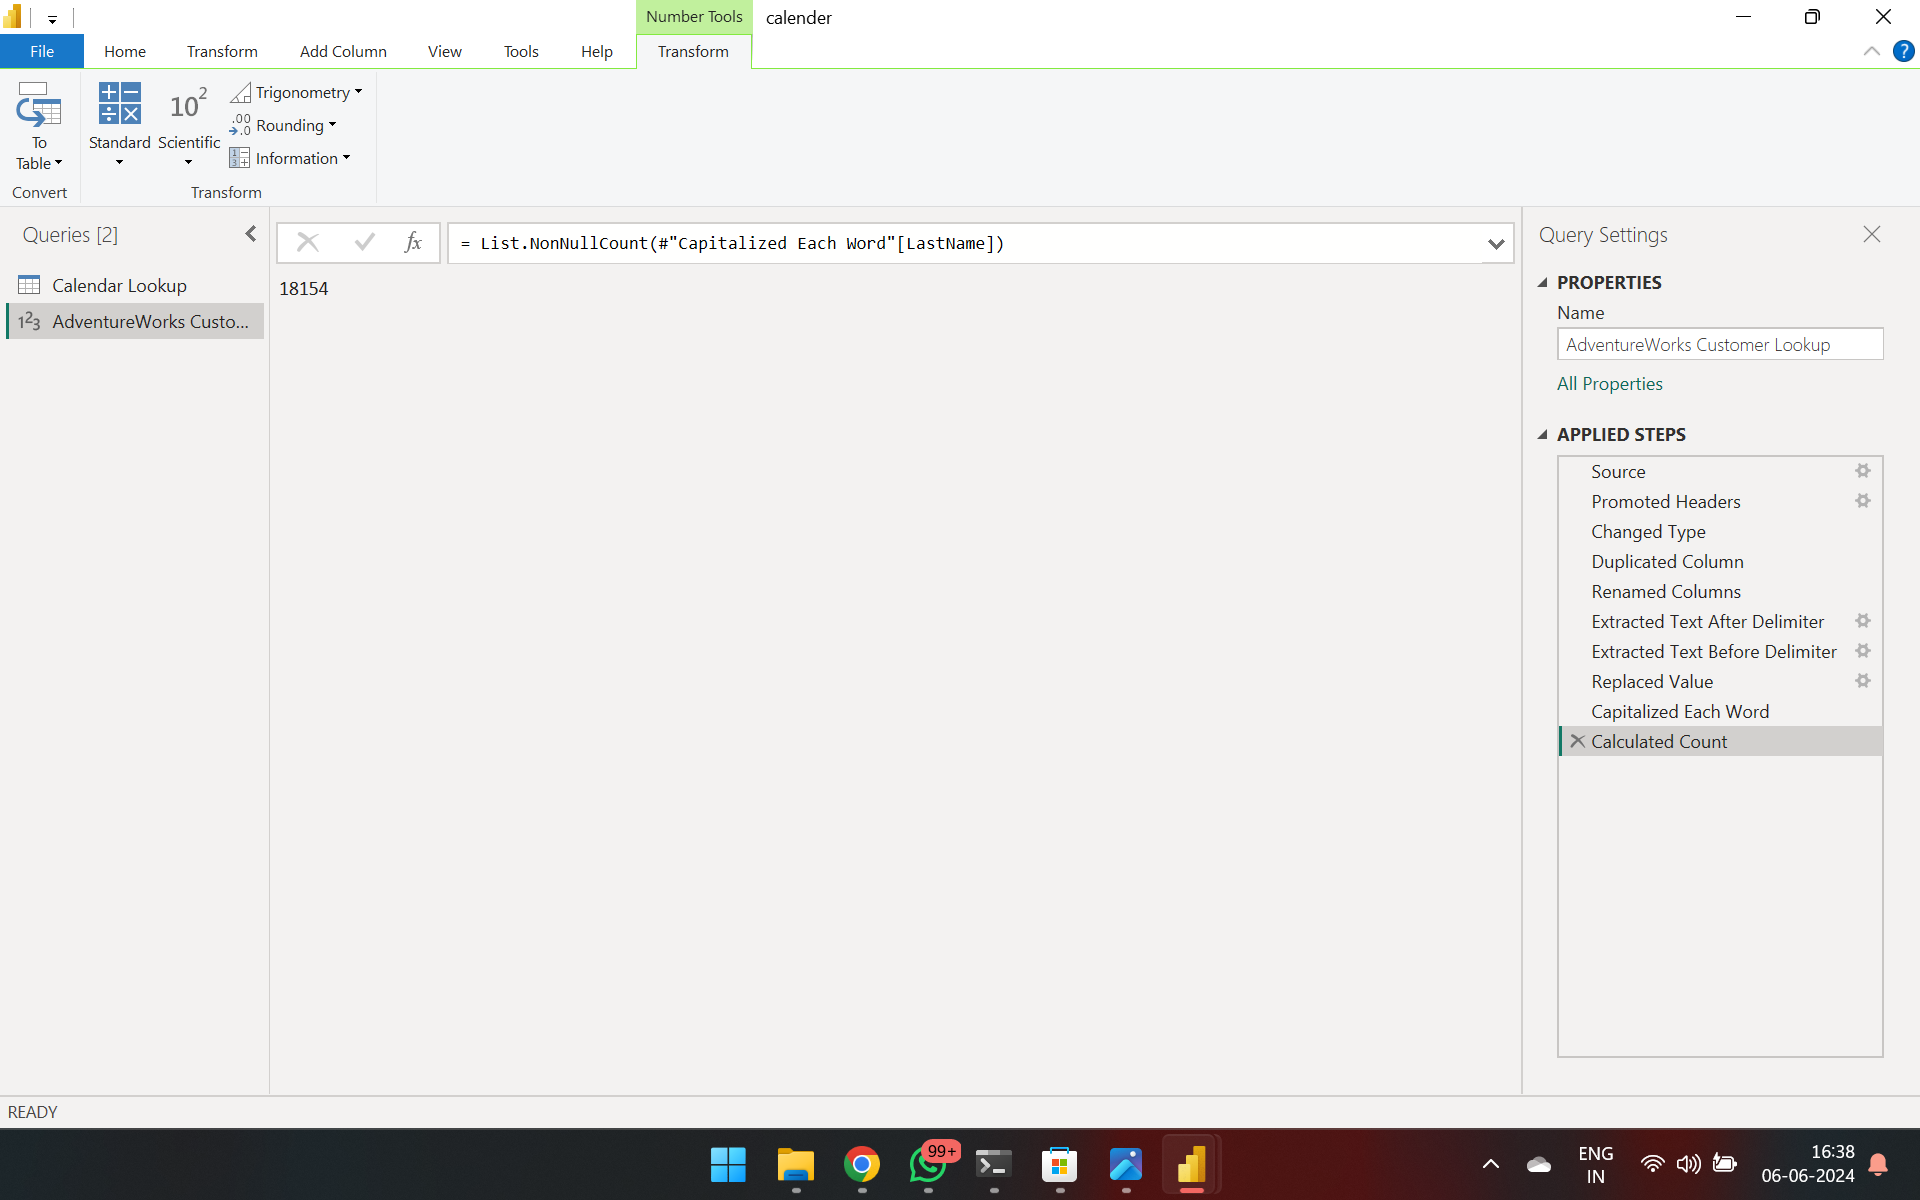 Number Tools
calender
File
Home
Transform
Add Column
View
Tools
Help
Transform
To
Table
Standard
Scientific
10²
Trigonometry
Rounding
Information
Convert
Transform
Queries [2]
Calendar Lookup
AdventureWorks Custo...
fx
= List.NonNullCount(#"Capitalized Each Word"[LastName])
18154
Query Settings
PROPERTIES
Name
AdventureWorks Customer Lookup
All Properties
APPLIED STEPS
Source
Promoted Headers
Changed Type
Duplicated Column
Renamed Columns
Extracted Text After Delimiter
Extracted Text Before Delimiter
Replaced Value
Capitalized Each Word
Calculated Count
READY
99+
ENG
IN
16:38
06-06-2024